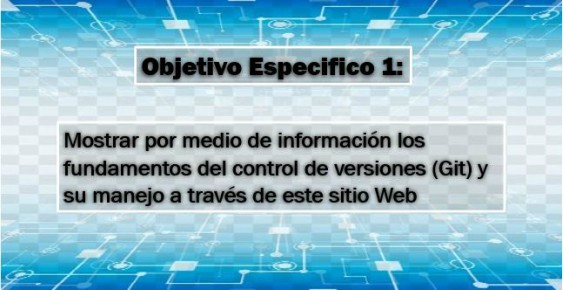 Objetivo Especifico 1:
Mostrar por medio de información los
fundamentos del control de versiones (Git) y
su manejo a través de este sitio Web